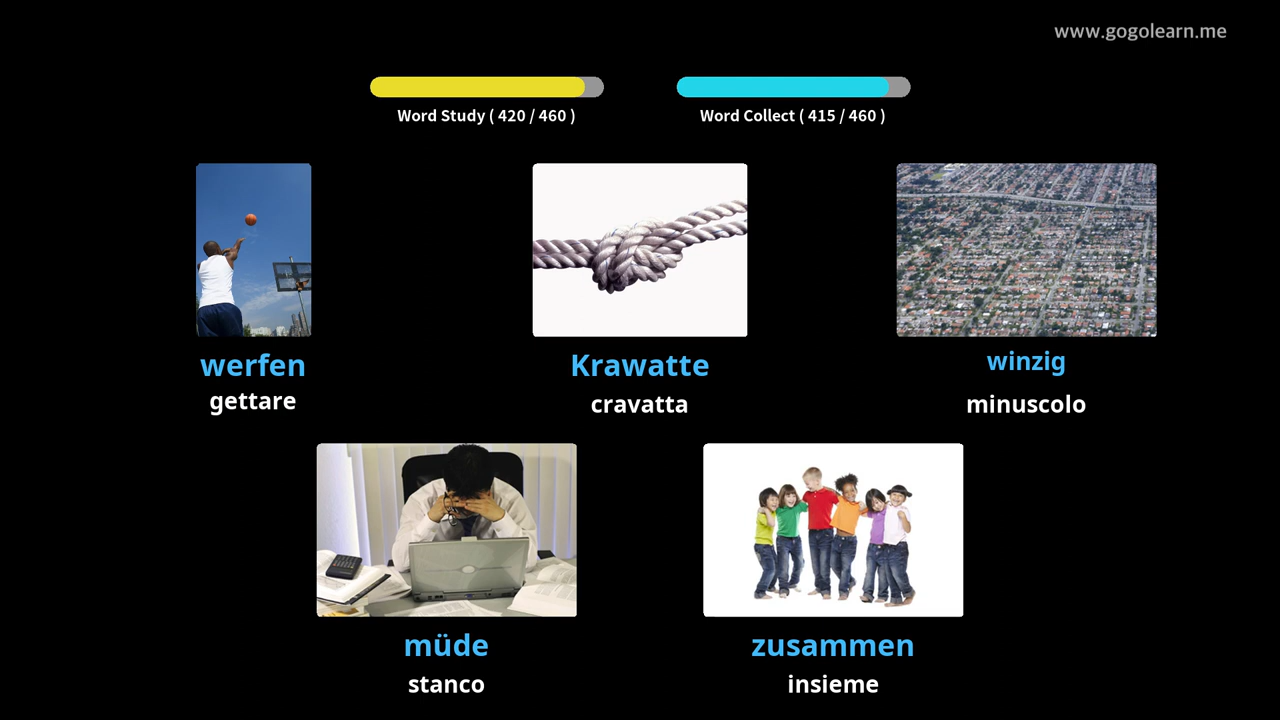 www.gogolearn.me
Word Study ( 420 / 460 )
Word Collect ( 415 / 460 )
werfen
gettare
Krawatte
cravatta
winzig
minuscolo
müde
stanco
zusammen
insieme